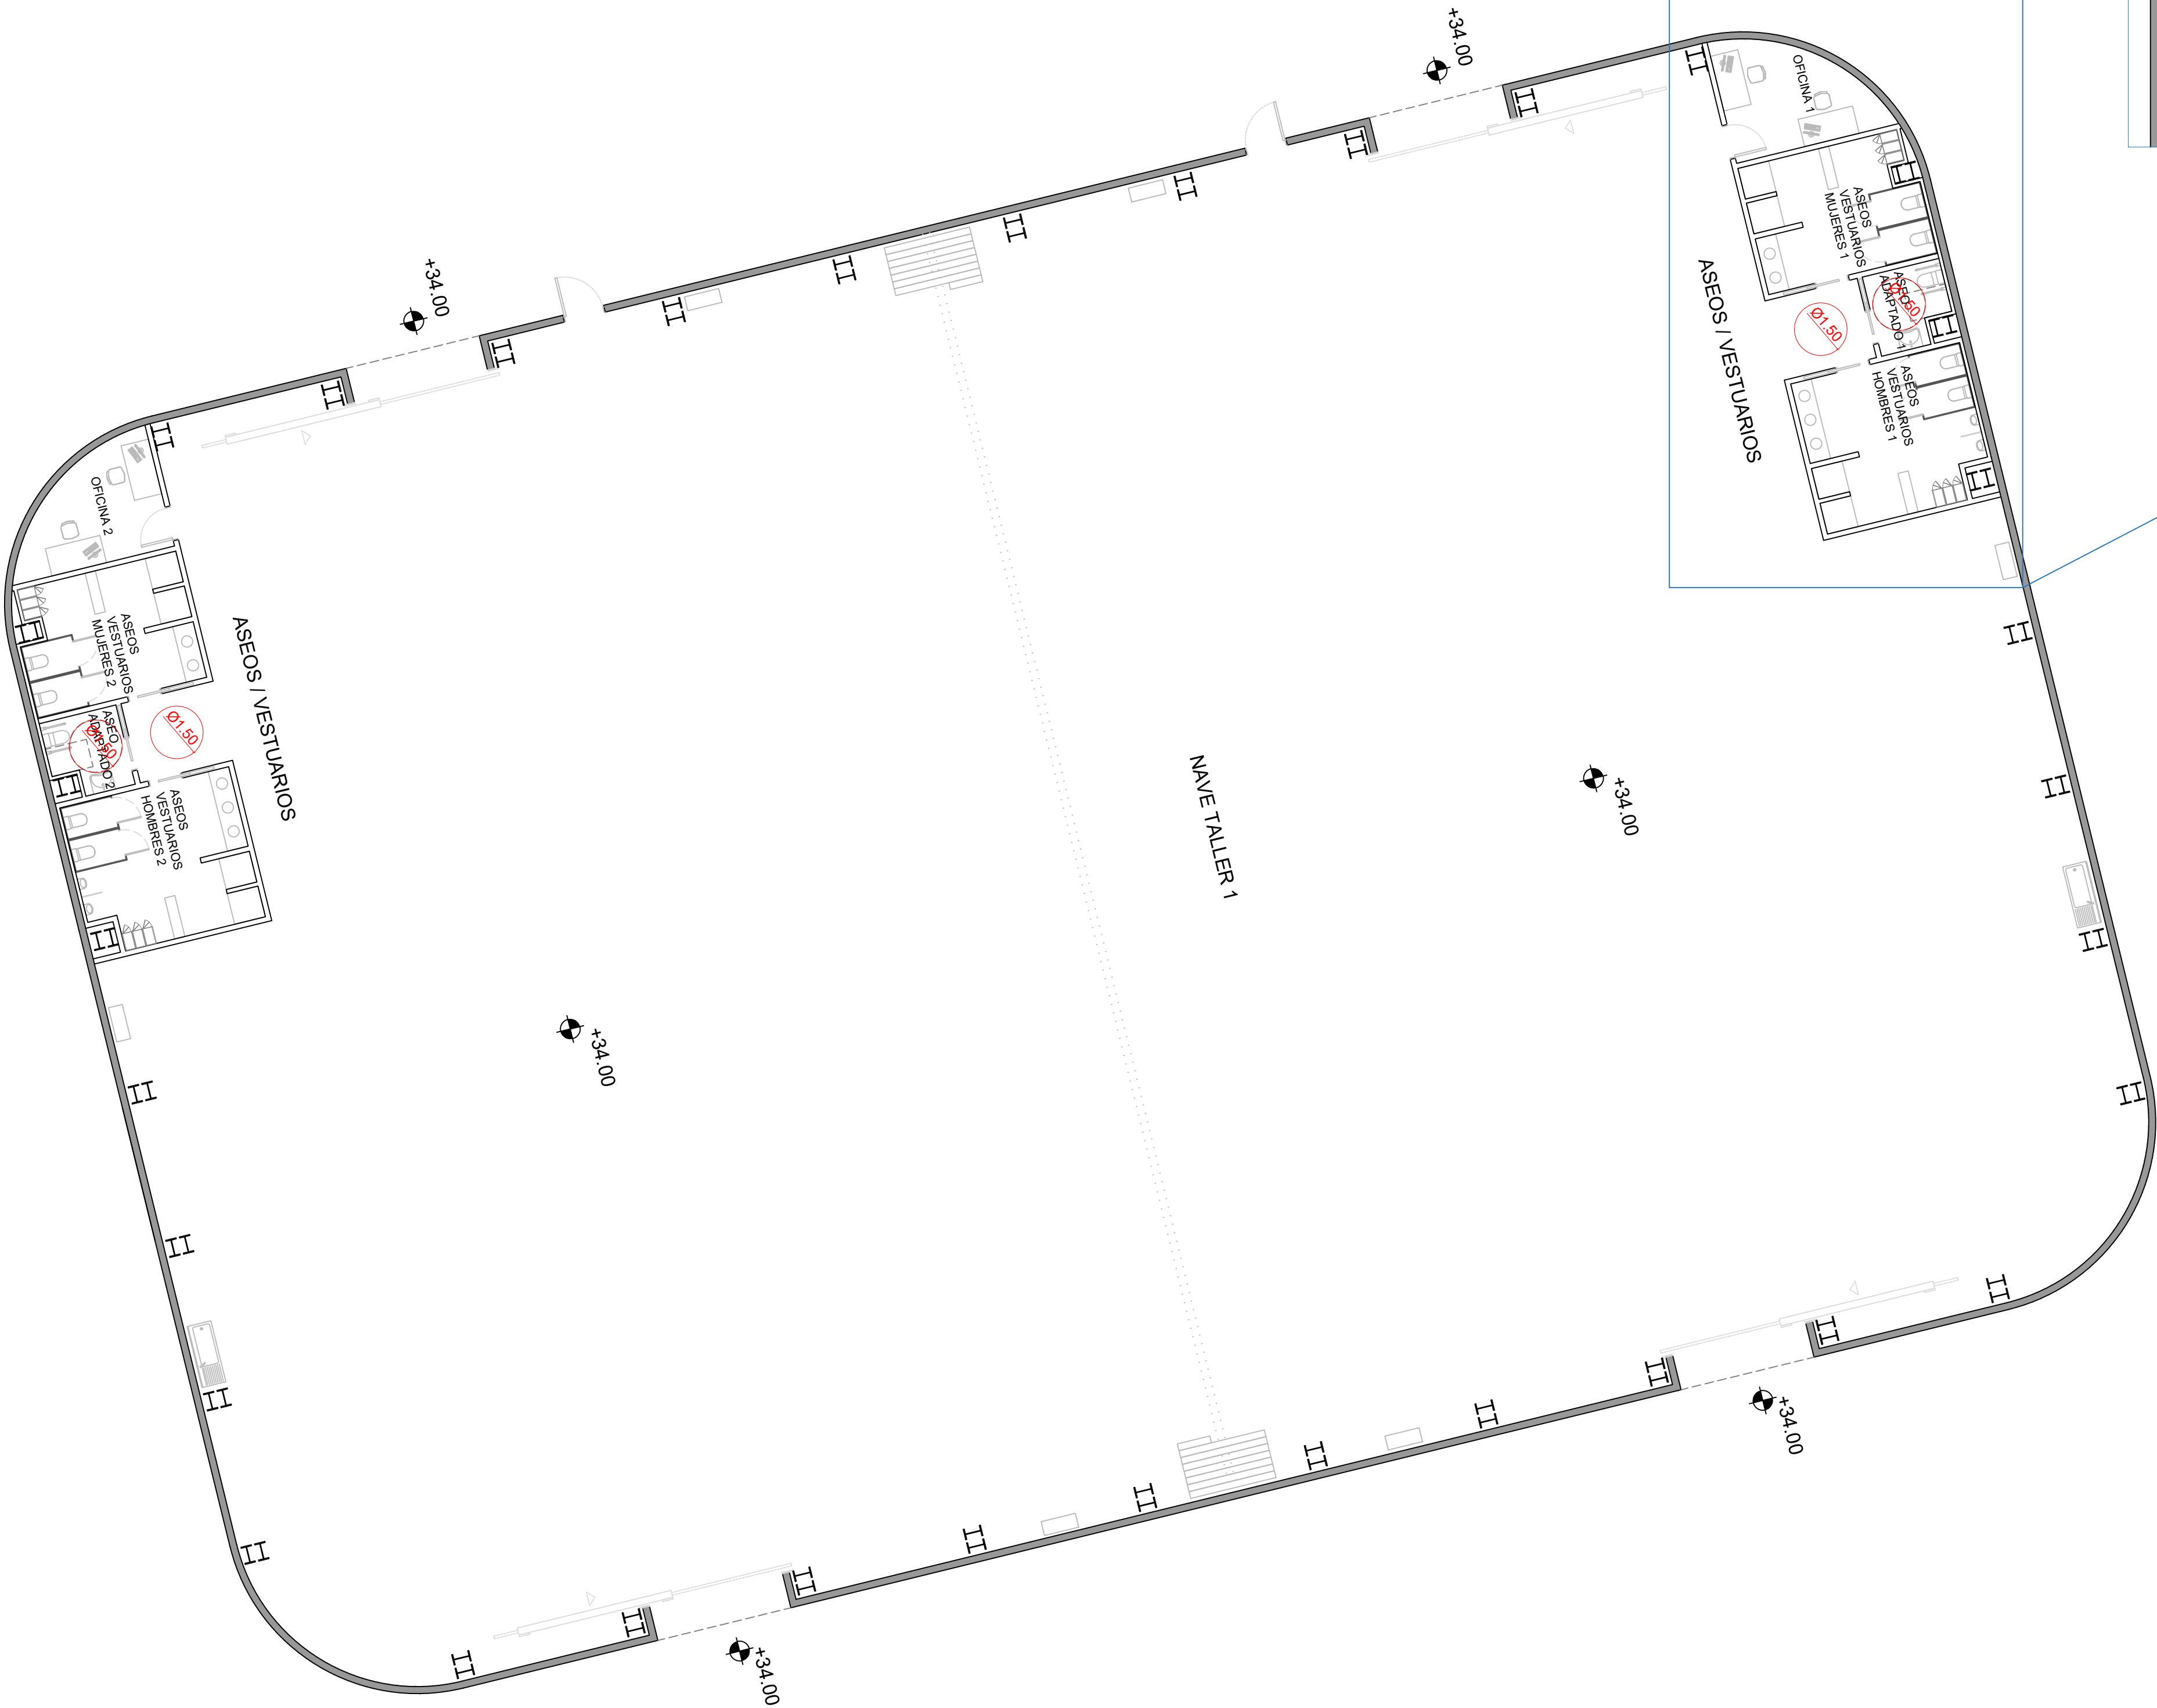 +34.00
OFICINA 1
ASEOS
VESTUARIOS
MUJERES 1
ASEO
ADAPTADO 1
Ø1.50
Ø1.50
ASEOS
VESTUARIOS
HOMBRES 1
ASEOS / VESTUARIOS
+34.00
OFICINA 2
ASEOS
VESTUARIOS
MUJERES 2
ASEO
ADAPTADO 2
Ø1.50
Ø1.50
ASEOS
VESTUARIOS
HOMBRES 2
ASEOS / VESTUARIOS
NAVE TALLER 1
+34.00
+34.00
+34.00
+34.00